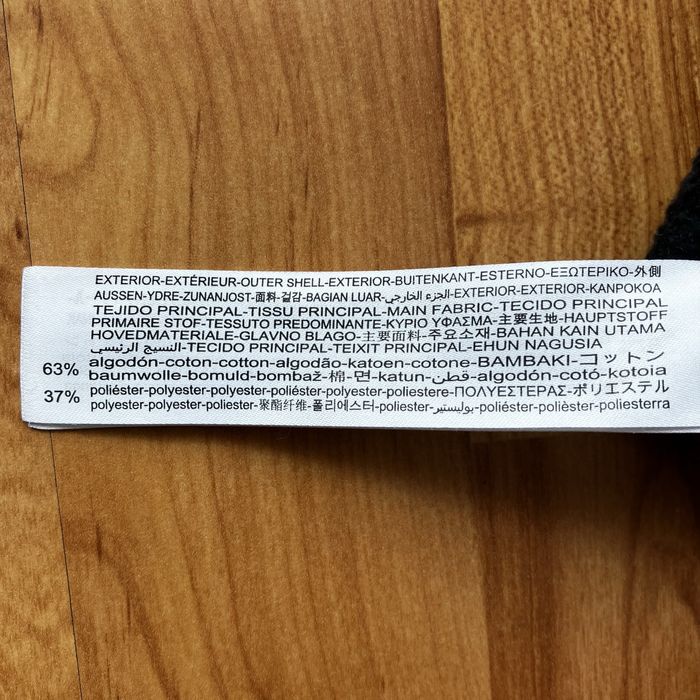 EXTERIOR-EXTÉRIEUR-OUTER SHELL-EXTERIOR-BUITENKANT-ESTERNO-ΕΞΩΤΕΡΙΚΟ-外側
AUSSEN-YDRE-ZUNANJOST-面料-겉감-BAGIAN LUAR-الجزء الخارجي-EXTERIOR-EXTERIOR-KANPOKOA
TEJIDO PRINCIPAL-TISSU PRINCIPAL-MAIN FABRIC-TECIDO PRINCIPAL
PRIMAIRE STOF-TESSUTO PREDOMINANTE-ΚΥΡΙΟ ΥΦΑΣΜΑ-主要生地-HAUPTSTOFF
HOVEDMATERIALE-GLAVNO BLAGO-主要面料-주요소재-BAHAN KAIN UTAMA
النسيج الرئيسي-TECIDO PRINCIPAL-TEIXIT PRINCIPAL-EHUN NAGUSIA
63% algodón-coton-cotton-algodão-katoen-cotone-ΒΑΜΒΑΚΙ-コットン
baumwolle-bomuld-bombaž-棉-면-katun-قطن-algodón-cotó-kotoia
37% poliéster-polyester-polyester-poliéster-polyester-poliestere-ΠΟΛΥΕΣΤΕΡΑΣ-ポリエステル
polyester-polyester-poliester-聚酯纤维-폴리에스터-poliester-بوليستير-poliéster-polièster-poliesterra